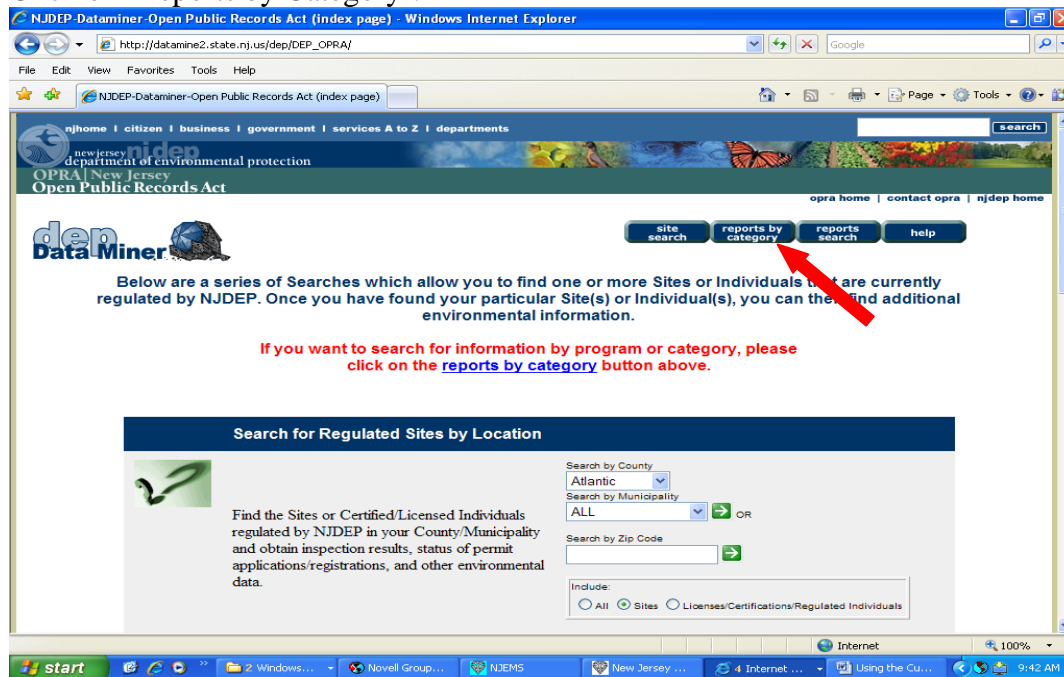 NJDEP-Dataminer-Open Public Records Act (index page) - Windows Internet Explorer
http://datamine2.state.nj.us/dep/DEP_OPRA/
Google
File Edit View Favorites Tools Help
NJDEP-Dataminer-Open Public Records Act (index page)
Page Tools
njhome | citizen | business | government | services A to Z | departments
search
newjersey njdep
department of environmental protection
OPRA | New Jersey
Open Public Records Act
opra home | contact opra | njdep home
dep
Data Miner
site search
reports by category
reports search
help
Below are a series of Searches which allow you to find one or more Sites or Individuals that are currently
regulated by NJDEP. Once you have found your particular Site(s) or Individual(s), you can then find additional
environmental information.
If you want to search for information by program or category, please
click on the reports by category button above.
Search for Regulated Sites by Location
Find the Sites or Certified/Licensed Individuals
regulated by NJDEP in your County/Municipality
and obtain inspection results, status of permit
applications/registrations, and other environmental
data.
Search by County
Atlantic
Search by Municipality
ALL
OR
Search by Zip Code
Include:
All Sites Licenses/Certifications/Regulated Individuals
Internet 100%
start 2 Windows... Novell Group... NJEMS New Jersey ... 4 Internet ... Using the Cu... 9:42 AM